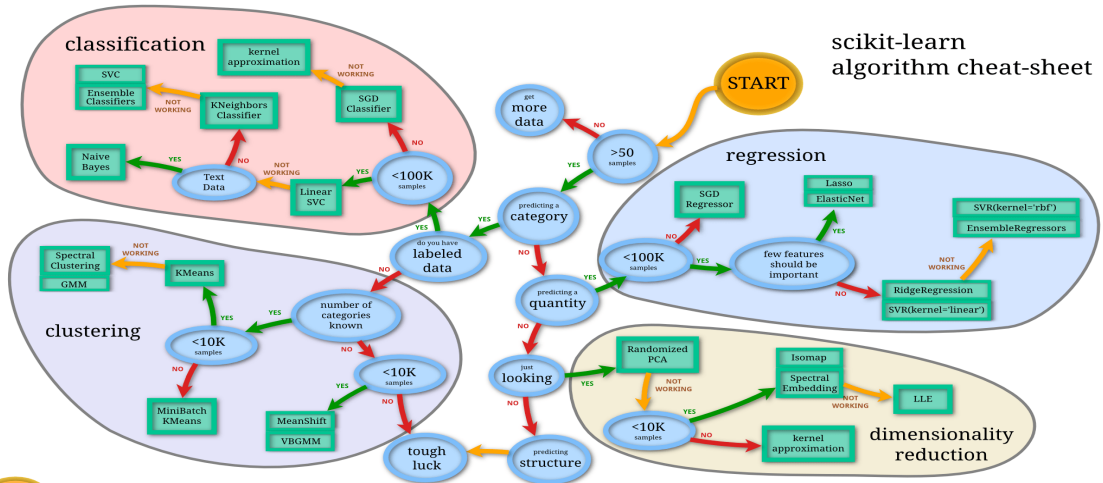 scikit-learn
algorithm cheat-sheet
START
classification
kernel
approximation
NOT
WORKING
SVC
Ensemble
Classifiers
NOT
WORKING
KNeighbors
Classifier
SGD
Classifier
Naive
Bayes
YES
NO
Text
Data
NOT
WORKING
Linear
SVC
YES
NO
<100K
samples
YES
get
more
data
NO
>50
samples
YES
predicting a
category
YES
NO
do you have
labeled
data
NO
predicting a
quantity
YES
NO
regression
SGD
Regressor
NO
<100K
samples
YES
Lasso
ElasticNet
YES
few features
should be
important
NO
SVR(kernel='rbf')
EnsembleRegressors
NOT
WORKING
RidgeRegression
SVR(kernel='linear')
clustering
Spectral
Clustering
GMM
NOT
WORKING
KMeans
YES
number of
categories
known
YES
NO
<10K
samples
NO
MiniBatch
KMeans
<10K
samples
YES
NO
MeanShift
VBGMM
tough
luck
just
looking
YES
NO
predicting
structure
Randomized
PCA
NOT
WORKING
<10K
samples
YES
NO
Isomap
Spectral
Embedding
NOT
WORKING
LLE
kernel
approximation
dimensionality
reduction